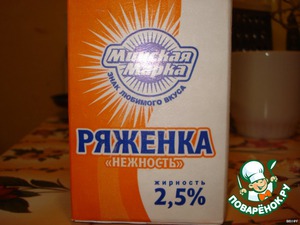 Минская
Марка
ЗНАК ЛЮБИМОГО ВКУСА
РЯЖЕНКА
«НЕЖНОСТЬ»
жирность
2,5%
ПОВАРЁНОК.РУ